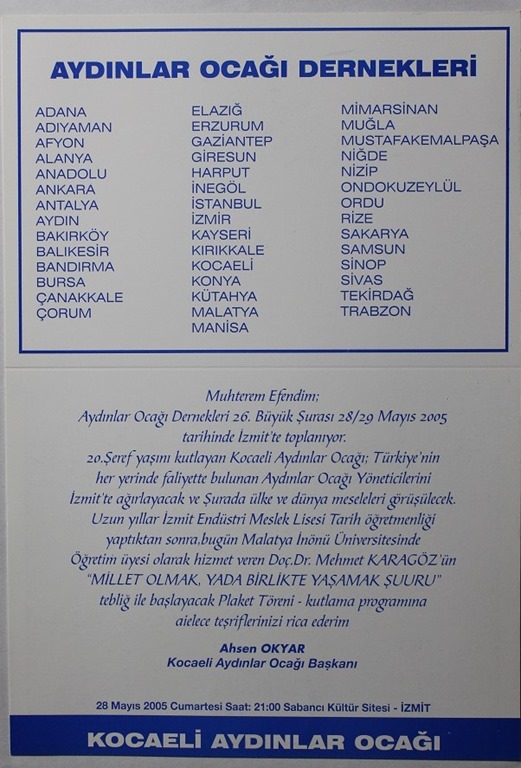 AYDINLAR OCAĞI DERNEKLERİ
ADANA
ADIYAMAN
AFYON
ALANYA
ANADOLU
ANKARA
ANTALYA
AYDIN
BAKIRKÖY
BALIKESİR
BANDIRMA
BURSA
ÇANAKKALE
ÇORUM
ELAZIĞ
ERZURUM
GAZİANTEP
GİRESUN
HARPUT
İNEGÖL
İSTANBUL
İZMİR
KAYSERİ
KIRIKKALE
KOCAELİ
KONYA
KÜTAHYA
MALATYA
MANİSA
MİMARSİNAN
MUĞLA
MUSTAFAKEMALPAŞA
NİĞDE
NİZİP
ONDOKUZEYLÜL
ORDU
RİZE
SAKARYA
SAMSUN
SİNOP
SİVAS
TEKİRDAĞ
TRABZON
Muhterem Efendim;
Aydınlar Ocağı Dernekleri 26. Büyük Şurası 28/29 Mayıs 2005
tarihinde İzmit'te toplanıyor.
20.Şeref yaşını kutlayan Kocaeli Aydınlar Ocağı; Türkiye'nin
her yerinde faliyette bulunan Aydınlar Ocağı Yöneticilerini
İzmit'te ağırlayacak ve Şurada ülke ve dünya meseleleri görüşülecek.
Uzun yıllar İzmit Endüstri Meslek Lisesi Tarih öğretmenliği
yaptıktan sonra,bugün Malatya İnönü Üniversitesinde
Öğretim üyesi olarak hizmet veren Doç.Dr. Mehmet KARAGÖZ'ün
"MİLLET OLMAK, YADA BİRLİKTE YAŞAMAK ŞUURU"
tebliğ ile başlayacak Plaket Töreni - kutlama programına
aielece teşriflerinizi rica ederim
Ahsen OKYAR
Kocaeli Aydınlar Ocağı Başkanı
28 Mayıs 2005 Cumartesi Saat: 21:00 Sabancı Kültür Sitesi - İZMİT
KOCAELİ AYDINLAR OCAĞI